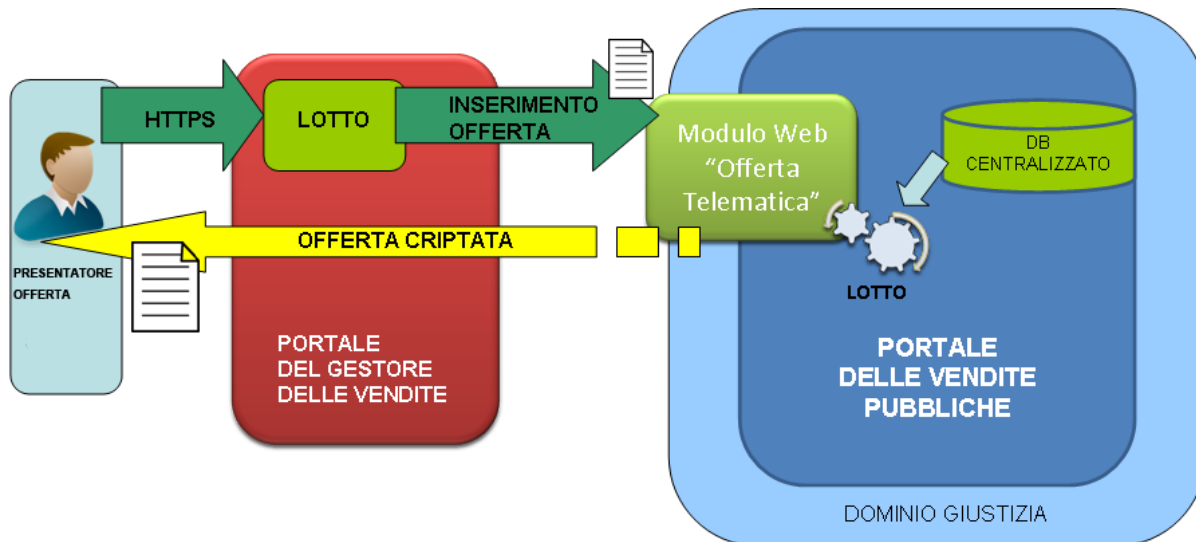 HTTPS
LOTTO
INSERIMENTO
OFFERTA
Modulo Web
“Offerta
Telematica”
DB
CENTRALIZZATO
OFFERTA CRIPTATA
PRESENTATORE
OFFERTA
LOTTO
PORTALE
DEL GESTORE
DELLE VENDITE
PORTALE
DELLE VENDITE
PUBBLICHE
DOMINIO GIUSTIZIA